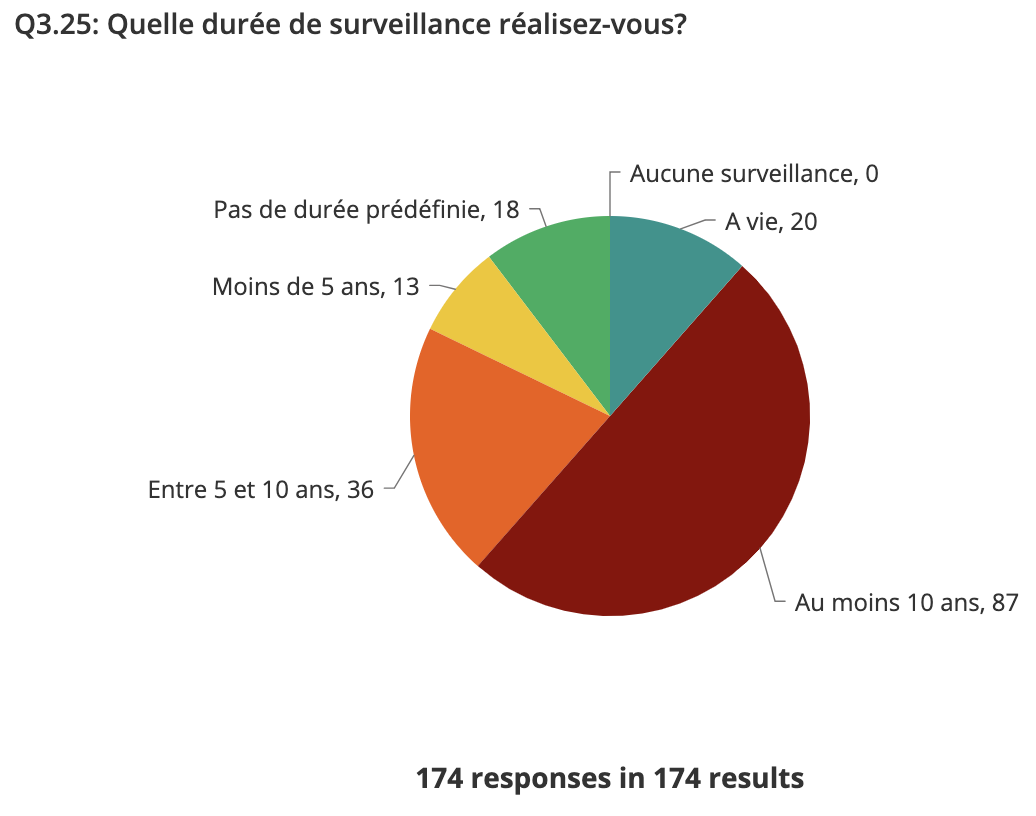 Q3.25: Quelle durée de surveillance réalisez-vous?
Aucune surveillance, 0
Pas de durée prédéfinie, 18
A vie, 20
Moins de 5 ans, 13
Entre 5 et 10 ans, 36
Au moins 10 ans, 87
174 responses in 174 results